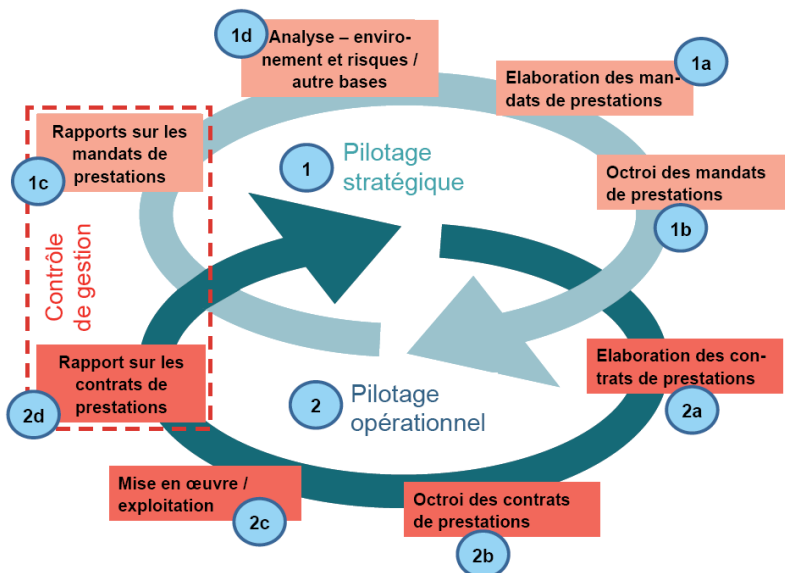 1d
Analyse – enviro-
nement et risques /
autre bases
1a
Elaboration des man-
dats de prestations
Rapports sur les
mandats de
prestations
1c
1
Pilotage
stratégique
Octroi des mandats
de prestations
1b
Contrôle
de gestion
Rapport sur les
contrats de
prestations
2d
2
Pilotage
opérationnel
Elaboration des con-
trats de prestations
2a
Mise en œuvre /
exploitation
2c
Octroi des contrats
de prestations
2b